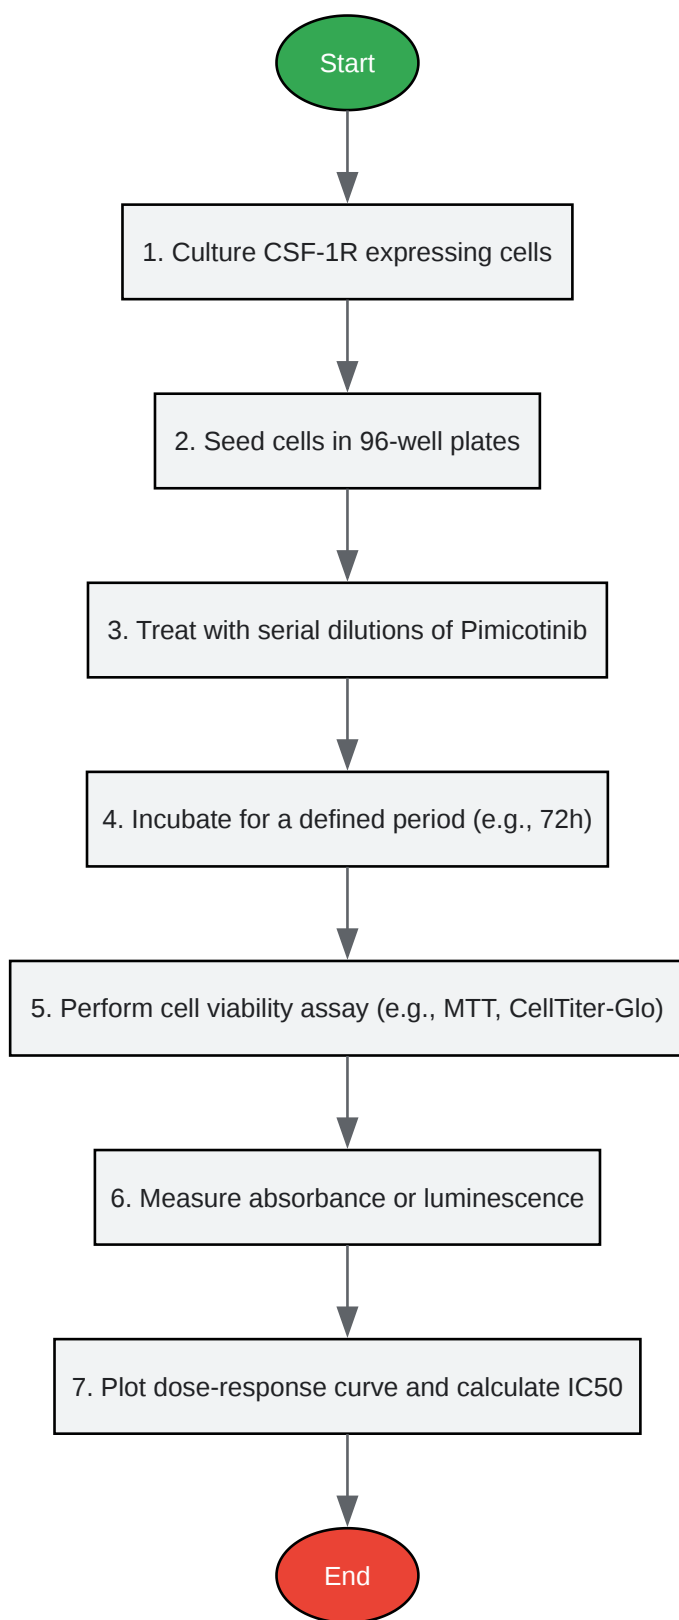 Start
1. Culture CSF-1R expressing cells
2. Seed cells in 96-well plates
3. Treat with serial dilutions of Pimicotinib
4. Incubate for a defined period (e.g., 72h)
5. Perform cell viability assay (e.g., MTT, CellTiter-Glo)
6. Measure absorbance or luminescence
7. Plot dose-response curve and calculate IC50
End